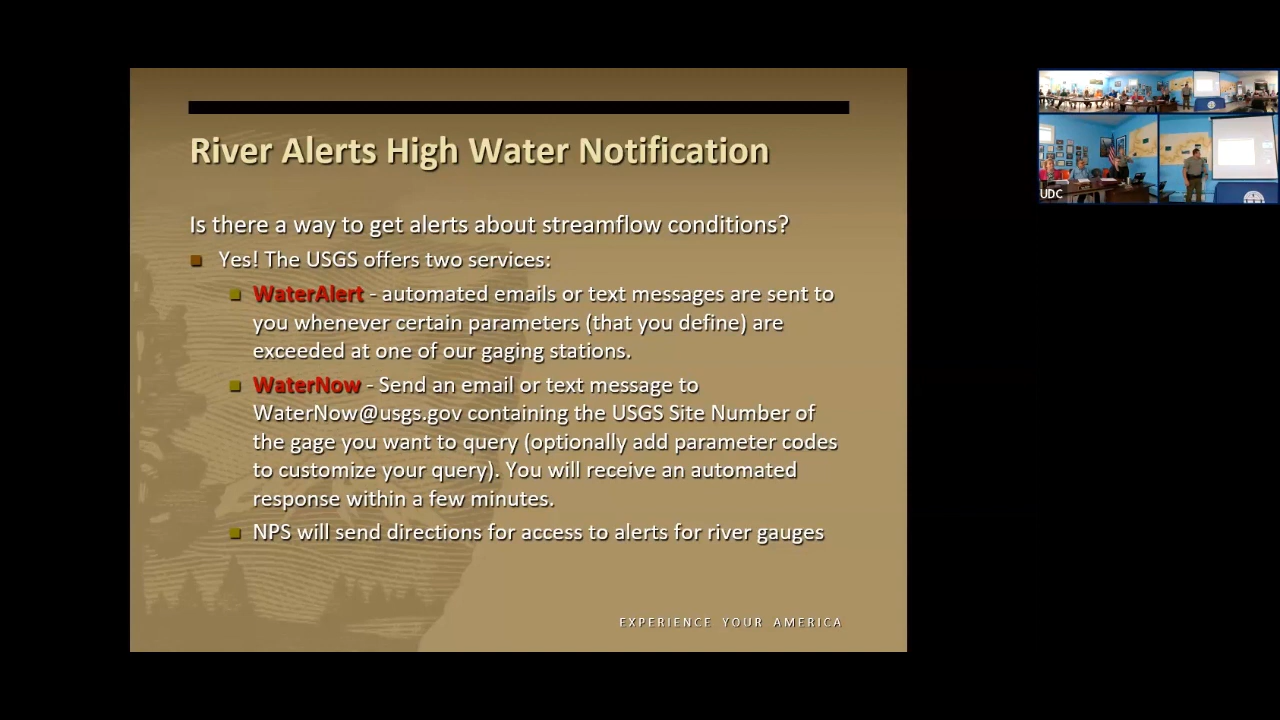 River Alerts High Water Notification
Is there a way to get alerts about streamflow conditions?
Yes! The USGS offers two services:
WaterAlert - automated emails or text messages are sent to
you whenever certain parameters (that you define) are
exceeded at one of our gaging stations.
WaterNow - Send an email or text message to
WaterNow@usgs.gov containing the USGS Site Number of
the gage you want to query (optionally add parameter codes
to customize your query). You will receive an automated
response within a few minutes.
NPS will send directions for access to alerts for river gauges
EXPERIENCE YOUR AMERICA
UDC